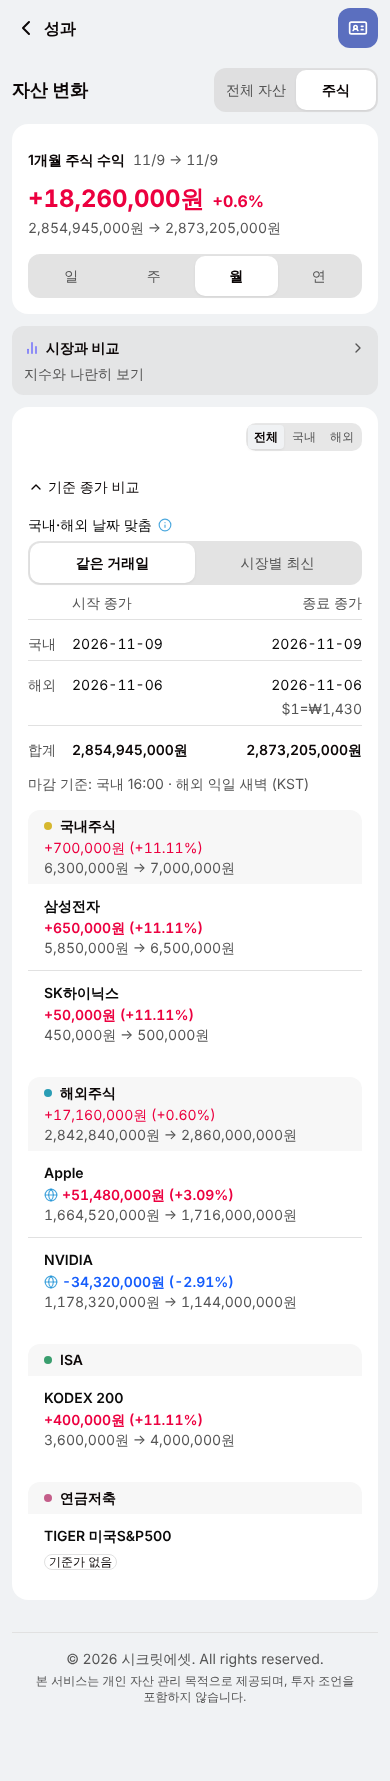 성과
자산 변화
전체 자산 주식
1개월 주식 수익 11/9 → 11/9
+18,260,000원 +0.6%
2,854,945,000원 → 2,873,205,000원
일 주 월 연
시장과 비교
지수와 나란히 보기
전체 국내 해외
기준 종가 비교
국내·해외 날짜 맞춤
같은 거래일 시장별 최신
시작 종가 종료 종가
국내 2026-11-09 2026-11-09
해외 2026-11-06 2026-11-06
$1=₩1,430
합계 2,854,945,000원 2,873,205,000원
마감 기준: 국내 16:00 · 해외 익일 새벽 (KST)
국내주식
+700,000원 (+11.11%)
6,300,000원 → 7,000,000원
삼성전자
+650,000원 (+11.11%)
5,850,000원 → 6,500,000원
SK하이닉스
+50,000원 (+11.11%)
450,000원 → 500,000원
해외주식
+17,160,000원 (+0.60%)
2,842,840,000원 → 2,860,000,000원
Apple
+51,480,000원 (+3.09%)
1,664,520,000원 → 1,716,000,000원
NVIDIA
-34,320,000원 (-2.91%)
1,178,320,000원 → 1,144,000,000원
ISA
KODEX 200
+400,000원 (+11.11%)
3,600,000원 → 4,000,000원
연금저축
TIGER 미국S&P500
기준가 없음
© 2026 시크릿에셋. All rights reserved.
본 서비스는 개인 자산 관리 목적으로 제공되며, 투자 조언을
포함하지 않습니다.